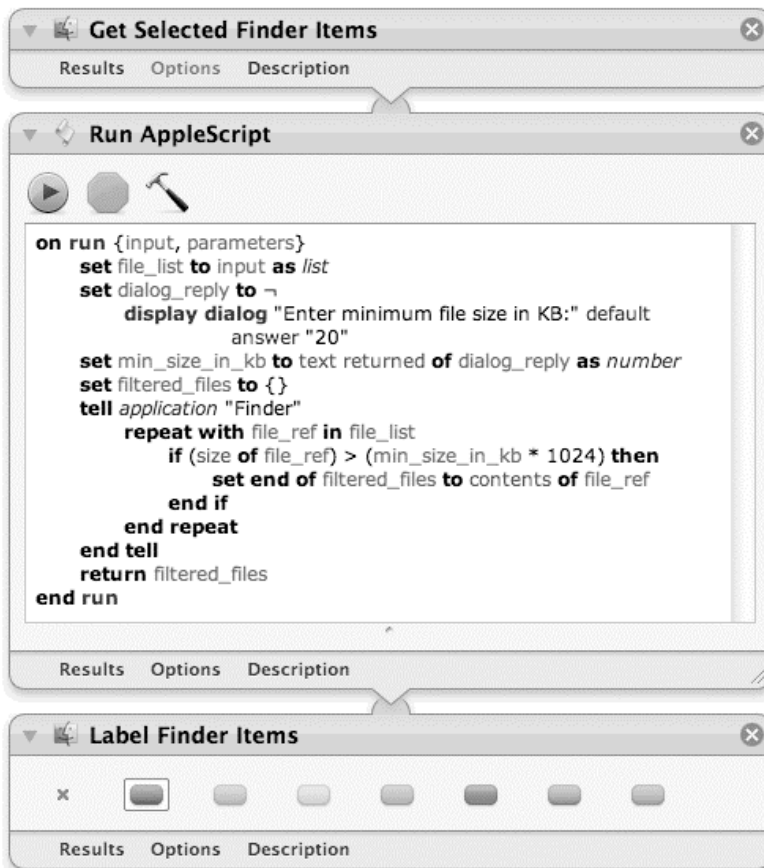 Get Selected Finder Items
Results Options Description
Run AppleScript
on run {input, parameters}
set file_list to input as list
set dialog_reply to ¬
display dialog "Enter minimum file size in KB:" default
answer "20"
set min_size_in_kb to text returned of dialog_reply as number
set filtered_files to {}
tell application "Finder"
repeat with file_ref in file_list
if (size of file_ref) > (min_size_in_kb * 1024) then
set end of filtered_files to contents of file_ref
end if
end repeat
end tell
return filtered_files
end run
Results Options Description
Label Finder Items
Results Options Description